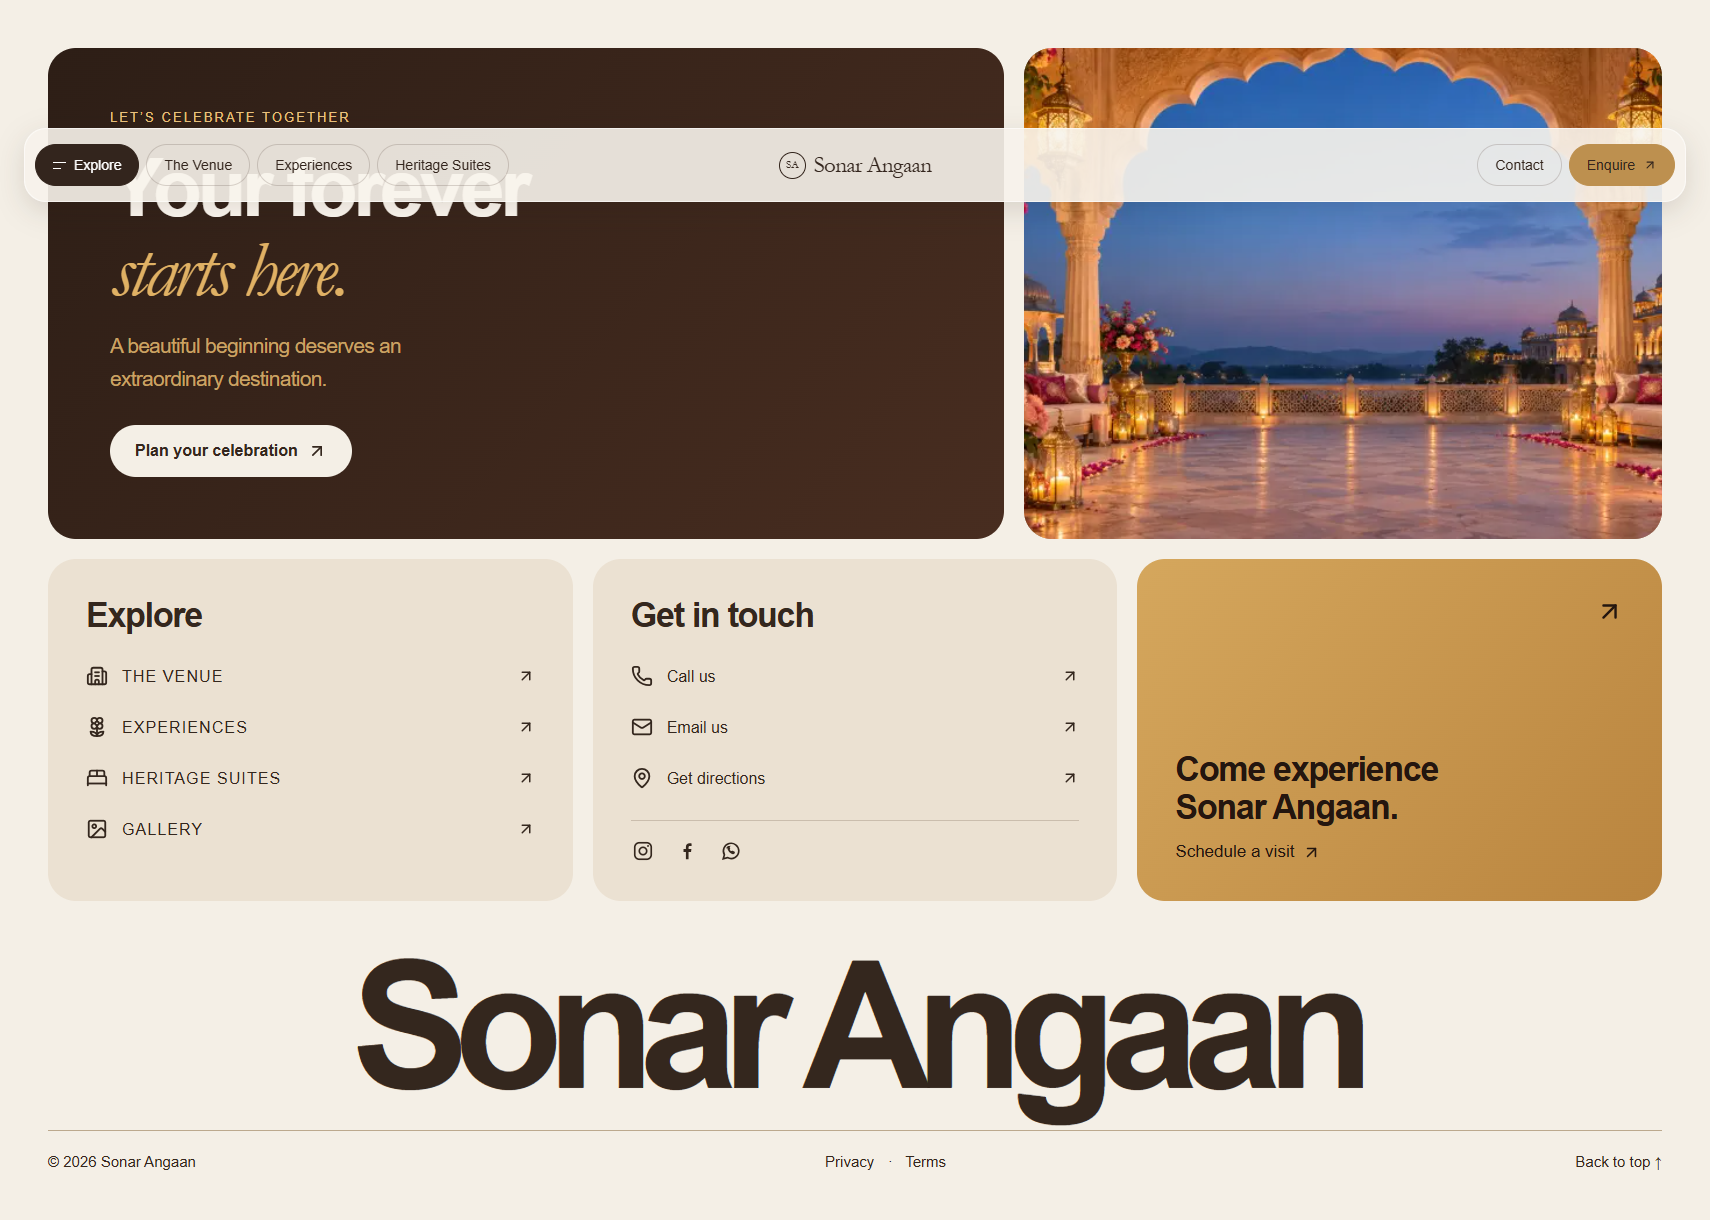 LET'S CELEBRATE TOGETHER
Explore
The Venue
Experiences
Heritage Suites
SA
Sonar Angaan
Contact
Enquire
Your forever
starts here.
A beautiful beginning deserves an
extraordinary destination.
Plan your celebration
Explore
THE VENUE
EXPERIENCES
HERITAGE SUITES
GALLERY
Get in touch
Call us
Email us
Get directions
Come experience
Sonar Angaan.
Schedule a visit
Sonar Angaan
© 2026 Sonar Angaan
Privacy · Terms
Back to top ↑